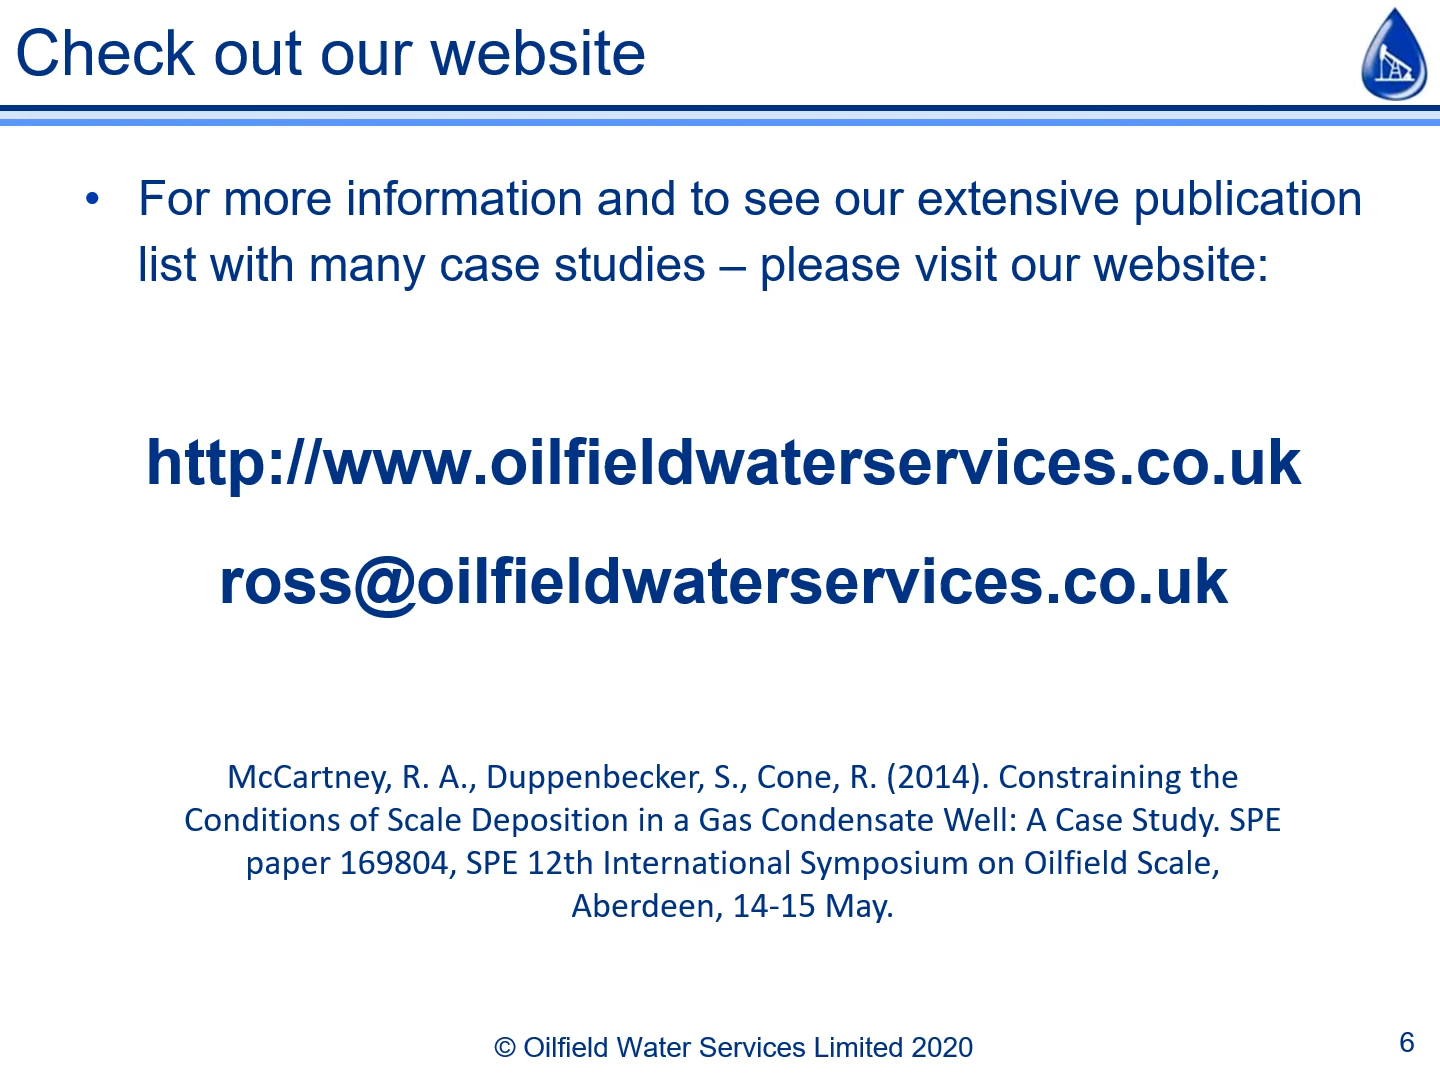 Check out our website
• For more information and to see our extensive publication
list with many case studies – please visit our website:
http://www.oilfieldwaterservices.co.uk
ross@oilfieldwaterservices.co.uk
McCartney, R. A., Duppenbecker, S., Cone, R. (2014). Constraining the
Conditions of Scale Deposition in a Gas Condensate Well: A Case Study. SPE
paper 169804, SPE 12th International Symposium on Oilfield Scale,
Aberdeen, 14-15 May.
© Oilfield Water Services Limited 2020
6